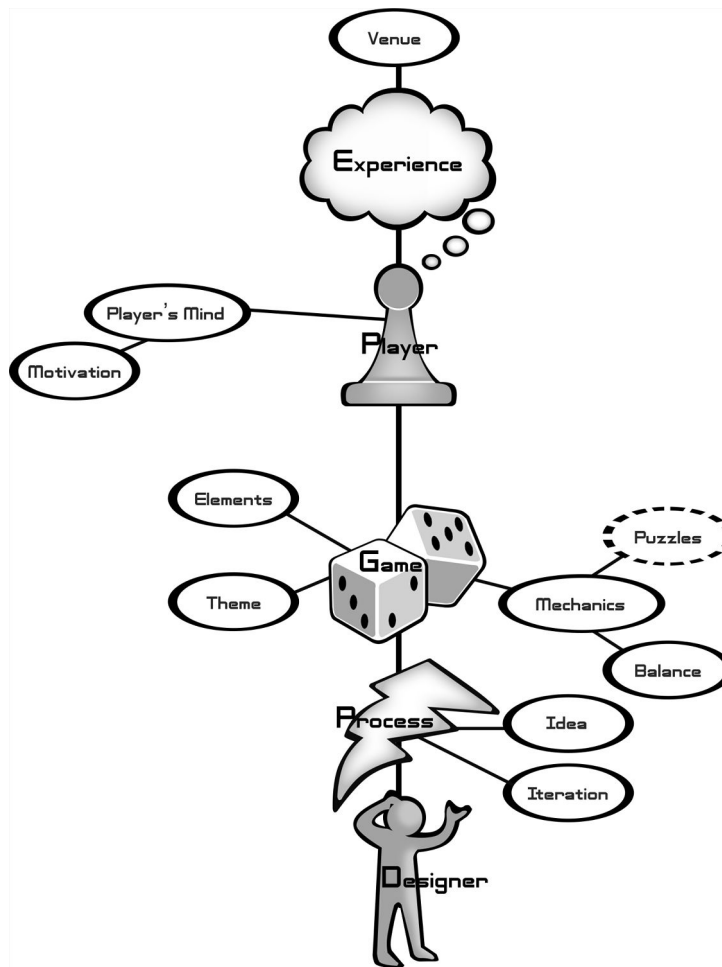 Venue
Experience
Player's Mind
Player
Motivation
Elements
Puzzles
Game
Theme
Mechanics
Balance
Process
Idea
Iteration
Designer